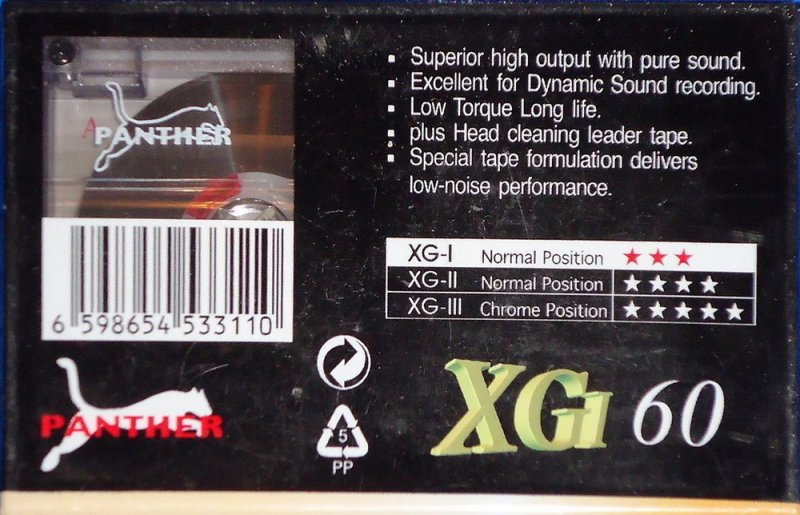 A
PANTHER
6 598654 533110
PANTHER
5
PP
▪ Superior high output with pure sound.
▪ Excellent for Dynamic Sound recording.
▪ Low Torque Long life.
▪ plus Head cleaning leader tape.
▪ Special tape formulation delivers
low-noise performance.
XG-I Normal Position ★★★
XG-II Normal Position ★★★★
XG-III Chrome Position ★★★★★
XGI 60